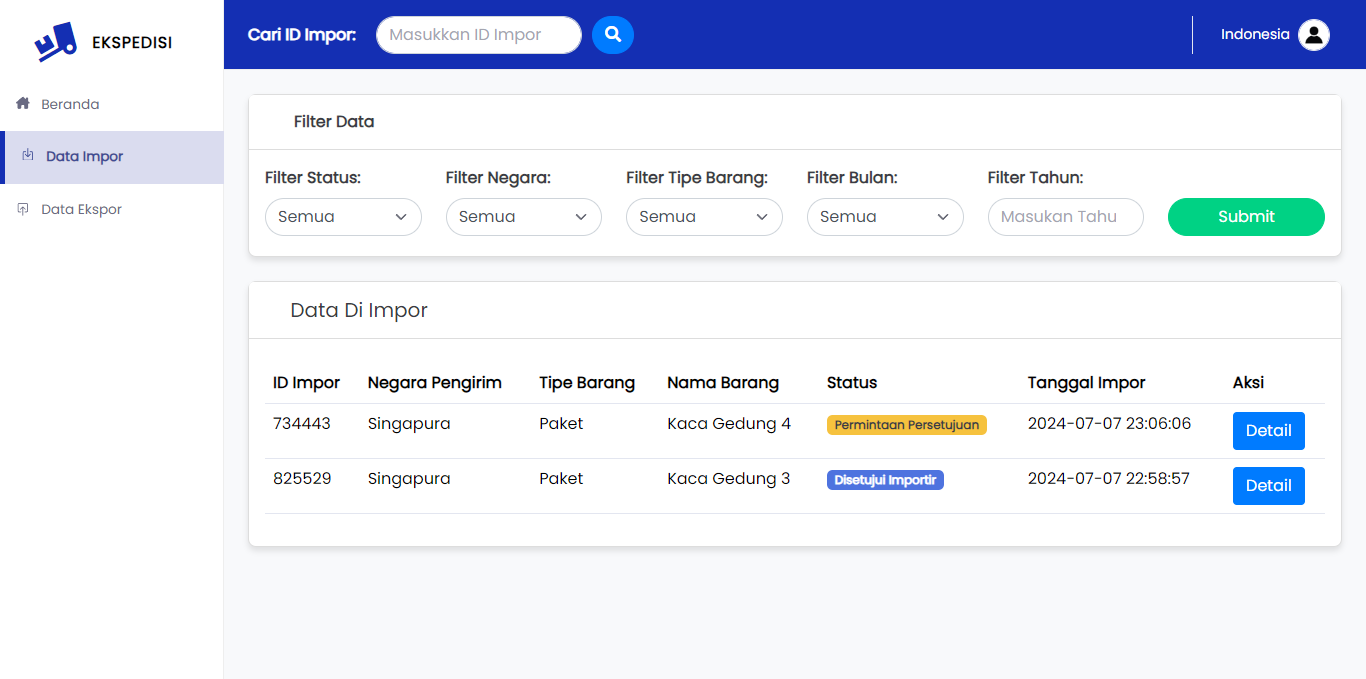 EKSPEDISI
Cari ID Impor: Masukkan ID Impor
Indonesia
Beranda
Data Impor
Data Ekspor
Filter Data
Filter Status: Filter Negara: Filter Tipe Barang: Filter Bulan: Filter Tahun:
Semua Semua Semua Semua Masukan Tahu Submit
Data Di Impor
ID Impor Negara Pengirim Tipe Barang Nama Barang Status Tanggal Impor Aksi
734443 Singapura Paket Kaca Gedung 4 Permintaan Persetujuan 2024-07-07 23:06:06 Detail
825529 Singapura Paket Kaca Gedung 3 Disetujui Importir 2024-07-07 22:58:57 Detail